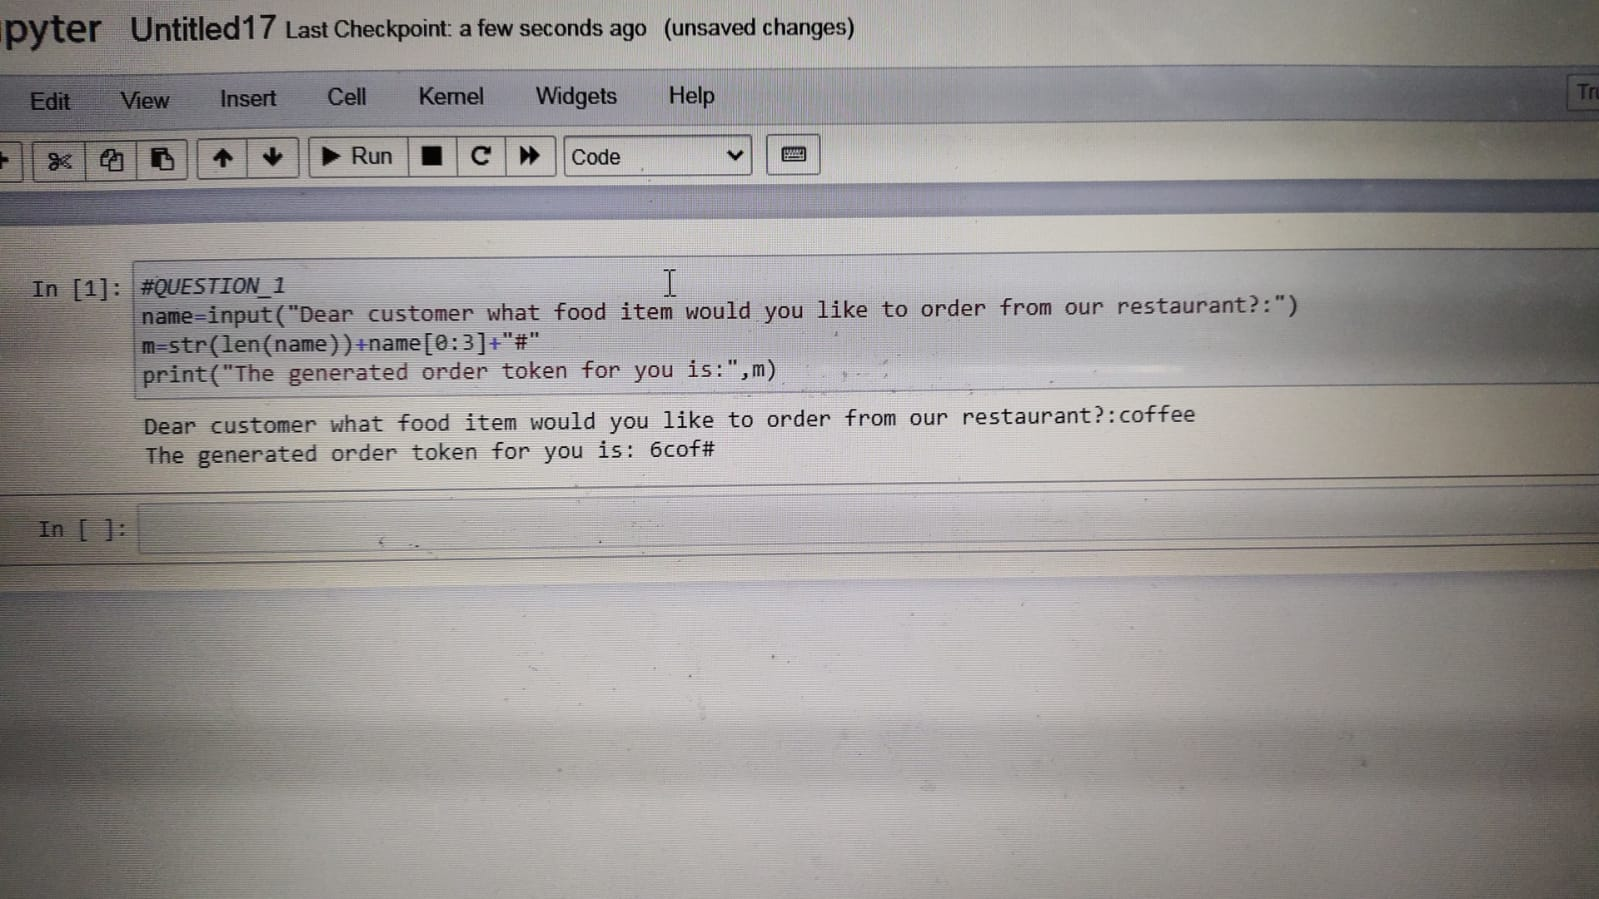 pyter Untitled17 Last Checkpoint: a few seconds ago (unsaved changes)
Edit View Insert Cell Kernel Widgets Help
Run Code
In [1]: #QUESTION_1
name=input("Dear customer what food item would you like to order from our restaurant?:")
m=str(len(name))+name[0:3]+"#"
print("The generated order token for you is:",m)
Dear customer what food item would you like to order from our restaurant?:coffee
The generated order token for you is: 6cof#
In [ ]: